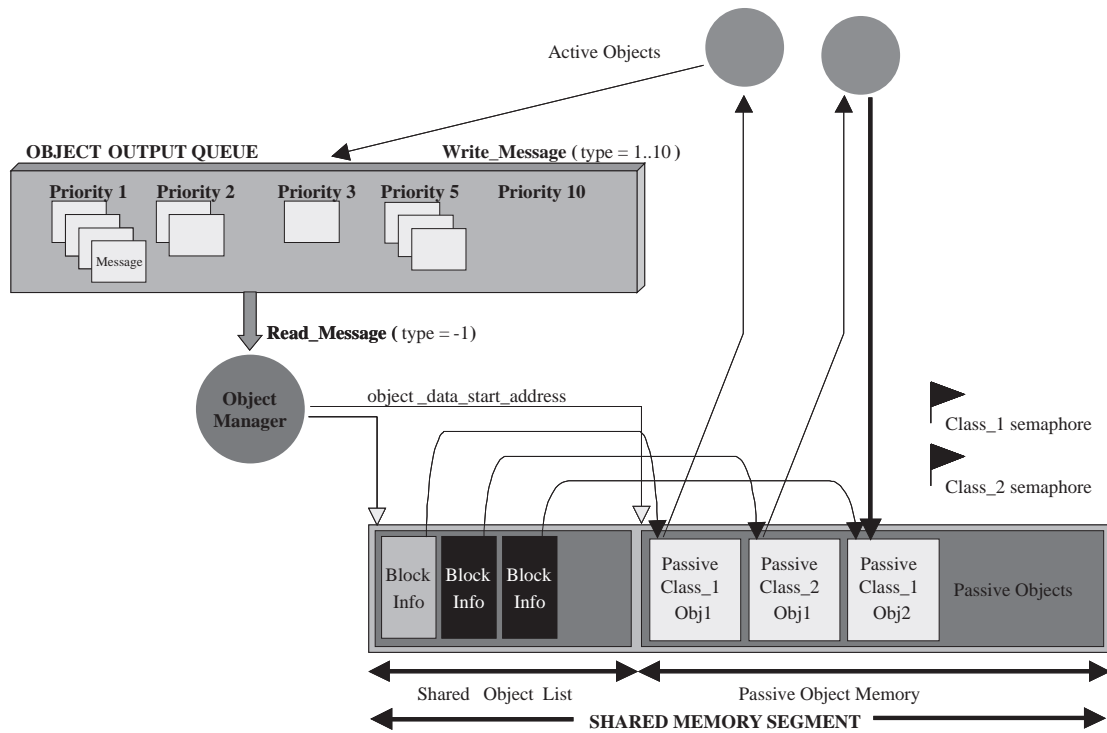 Active Objects
OBJECT OUTPUT QUEUE
Write_Message ( type = 1..10 )
Priority 1
Priority 2
Priority 3
Priority 5
Priority 10
Message
Read_Message ( type = -1)
Object
Manager
object _data_start_address
Class_1 semaphore
Class_2 semaphore
Block
Info
Block
Info
Block
Info
Passive
Class_1
Obj1
Passive
Class_2
Obj1
Passive
Class_1
Obj2
Passive Objects
Shared Object List
Passive Object Memory
SHARED MEMORY SEGMENT